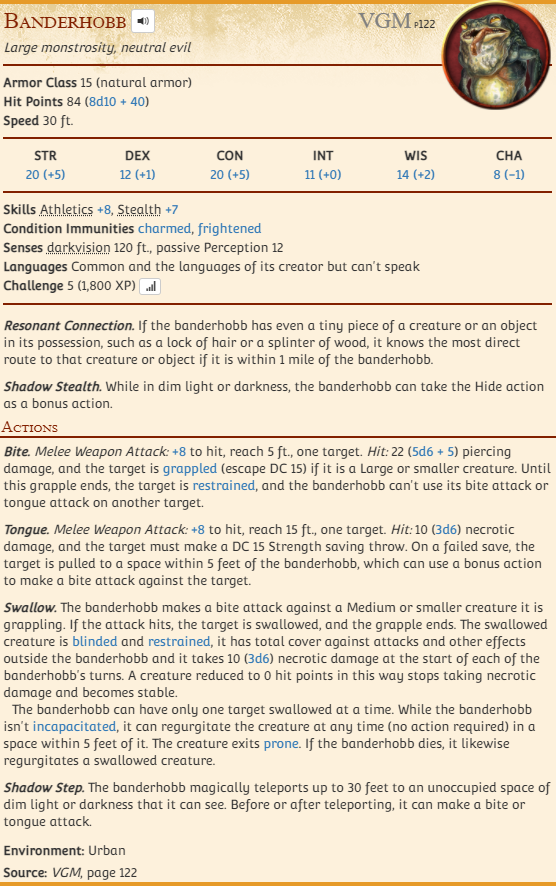 BANDERHOBB VGM P122
Large monstrosity, neutral evil
Armor Class 15 (natural armor)
Hit Points 84 (8d10 + 40)
Speed 30 ft.
STR DEX CON INT WIS CHA
20 (+5) 12 (+1) 20 (+5) 11 (+0) 14 (+2) 8 (−1)
Skills Athletics +8, Stealth +7
Condition Immunities charmed, frightened
Senses darkvision 120 ft., passive Perception 12
Languages Common and the languages of its creator but can't speak
Challenge 5 (1,800 XP)
Resonant Connection. If the banderhobb has even a tiny piece of a creature or an object
in its possession, such as a lock of hair or a splinter of wood, it knows the most direct
route to that creature or object if it is within 1 mile of the banderhobb.
Shadow Stealth. While in dim light or darkness, the banderhobb can take the Hide action
as a bonus action.
ACTIONS
Bite. Melee Weapon Attack: +8 to hit, reach 5 ft., one target. Hit: 22 (5d6 + 5) piercing
damage, and the target is grappled (escape DC 15) if it is a Large or smaller creature. Until
this grapple ends, the target is restrained, and the banderhobb can't use its bite attack or
tongue attack on another target.
Tongue. Melee Weapon Attack: +8 to hit, reach 15 ft., one target. Hit: 10 (3d6) necrotic
damage, and the target must make a DC 15 Strength saving throw. On a failed save, the
target is pulled to a space within 5 feet of the banderhobb, which can use a bonus action
to make a bite attack against the target.
Swallow. The banderhobb makes a bite attack against a Medium or smaller creature it is
grappling. If the attack hits, the target is swallowed, and the grapple ends. The swallowed
creature is blinded and restrained, it has total cover against attacks and other effects
outside the banderhobb and it takes 10 (3d6) necrotic damage at the start of each of the
banderhobb's turns. A creature reduced to 0 hit points in this way stops taking necrotic
damage and becomes stable.
The banderhobb can have only one target swallowed at a time. While the banderhobb
isn't incapacitated, it can regurgitate the creature at any time (no action required) in a
space within 5 feet of it. The creature exits prone. If the banderhobb dies, it likewise
regurgitates a swallowed creature.
Shadow Step. The banderhobb magically teleports up to 30 feet to an unoccupied space of
dim light or darkness that it can see. Before or after teleporting, it can make a bite or
tongue attack.
Environment: Urban
Source: VGM, page 122